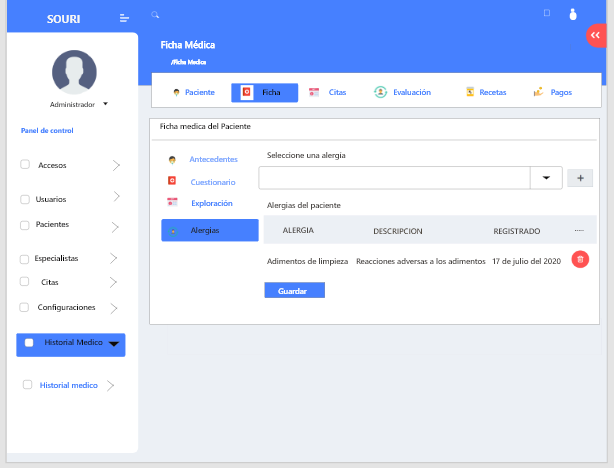 SOURI
Ficha Médica
/Ficha Medica
Administrador
Panel de control
Accesos
Usuarios
Pacientes
Especialistas
Citas
Configuraciones
Historial Medico
Historial medico
Paciente
Ficha
Citas
Evaluación
Recetas
Pagos
Ficha medica del Paciente
Antecedentes
Cuestionario
Exploración
Alergias
Seleccione una alergia
+
Alergias del paciente
ALERGIA DESCRIPCION REGISTRADO .....
Adimentos de limpieza Reacciones adversas a los adimentos 17 de julio del 2020
Guardar